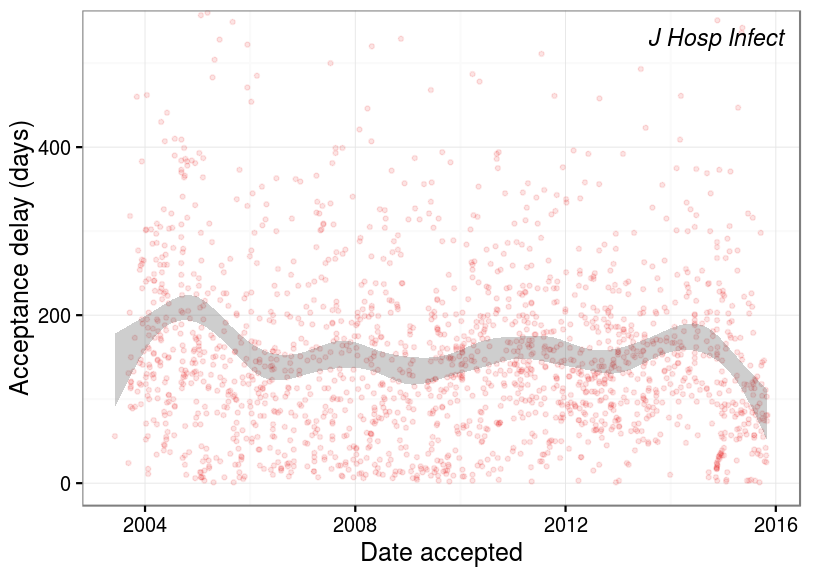 J Hosp Infect
Acceptance delay (days)
400
200
0
2004 2008 2012 2016
Date accepted